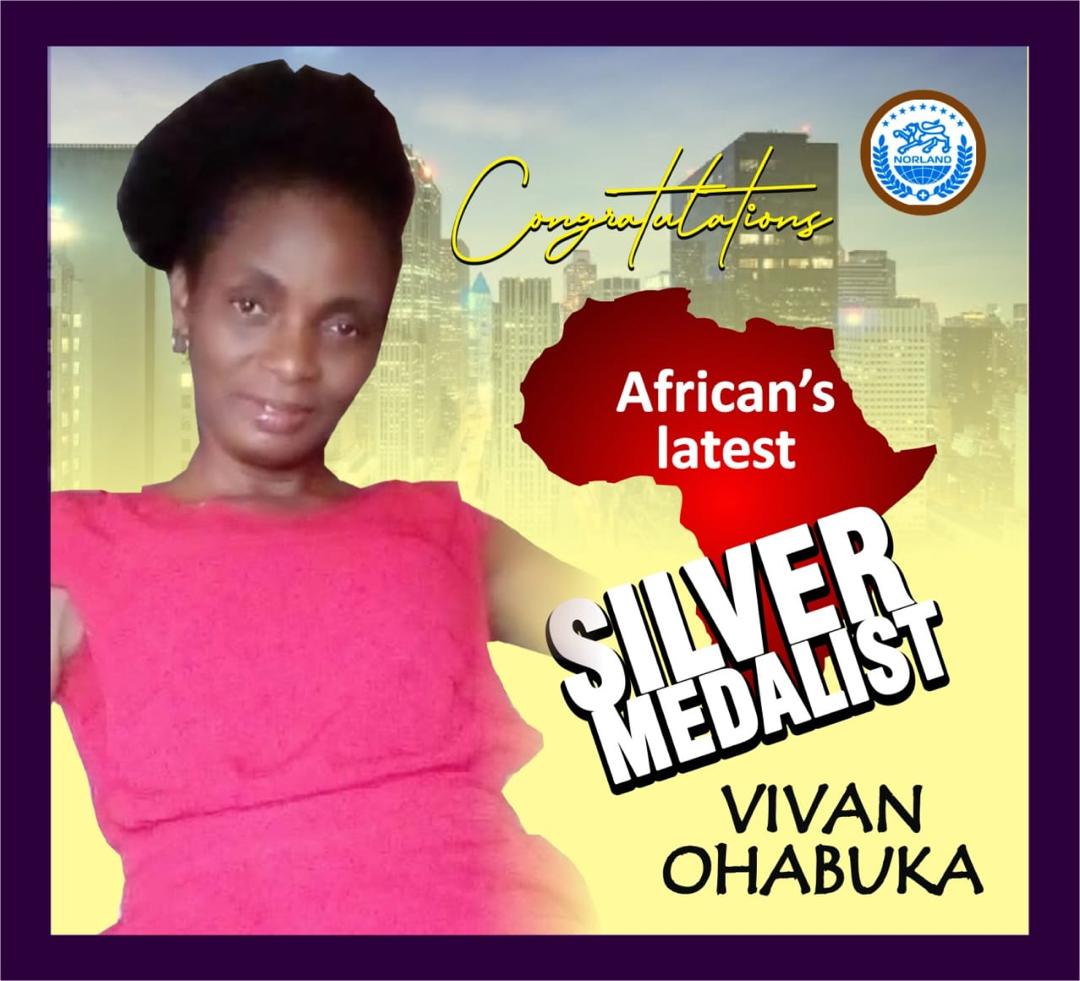 Congratulations
NORLAND
African's
latest
SILVER
MEDALIST
VIVAN
OHABUKA